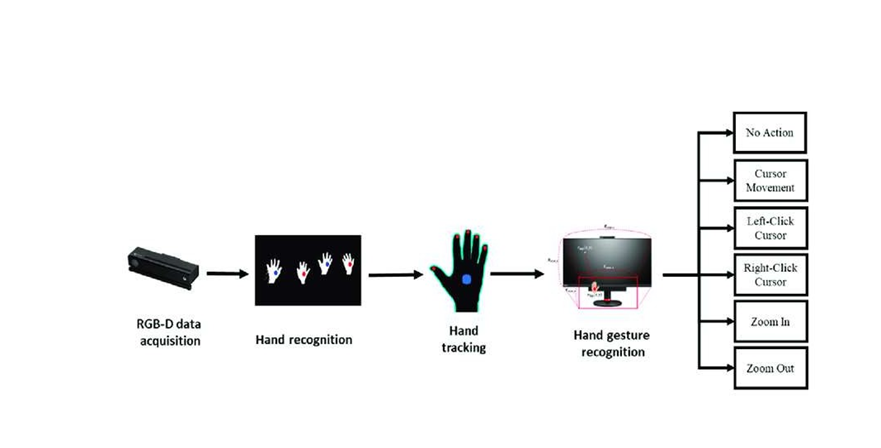 RGB-D data
acquisition
Hand recognition
Hand
tracking
Hand gesture
recognition
No Action
Cursor
Movement
Left-Click
Cursor
Right-Click
Cursor
Zoom In
Zoom Out